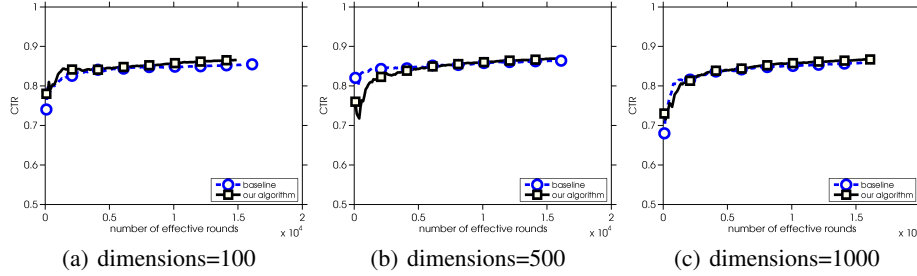 1
0.9
0.8
0.7
0.6
0.5
CTR
0 0.5 1 1.5 2
x 10⁴
number of effective rounds
baseline
our algorithm
(a) dimensions=100
1
0.9
0.8
0.7
0.6
0.5
CTR
0 0.5 1 1.5 2
x 10⁴
number of effective rounds
baseline
our algorithm
(b) dimensions=500
1
0.9
0.8
0.7
0.6
0.5
CTR
0 0.5 1 1.5 2
x 10⁴
number of effective rounds
baseline
our algorithm
(c) dimensions=1000